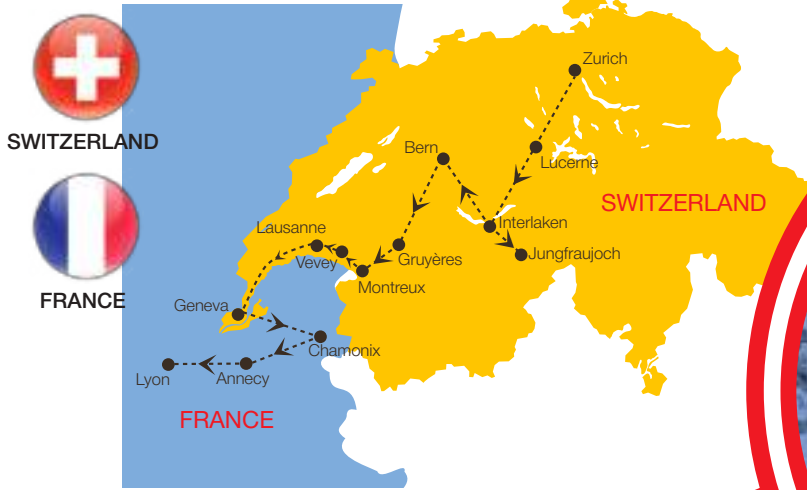 SWITZERLAND
FRANCE
Zurich
Bern
Lucerne
SWITZERLAND
Interlaken
Lausanne
Jungfraujoch
Gruyères
Vevey
Montreux
Geneva
Chamonix
Lyon
Annecy
FRANCE